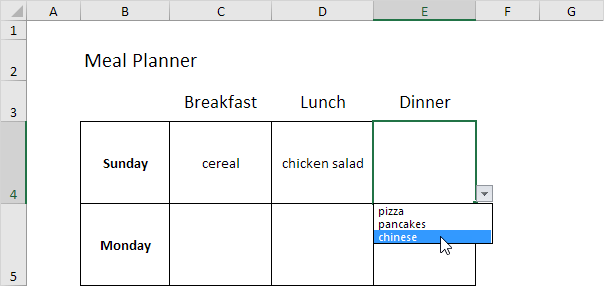 A B C D E F G
1
2 Meal Planner
3 Breakfast Lunch Dinner
4 Sunday cereal chicken salad
pizza
pancakes
chinese
5 Monday